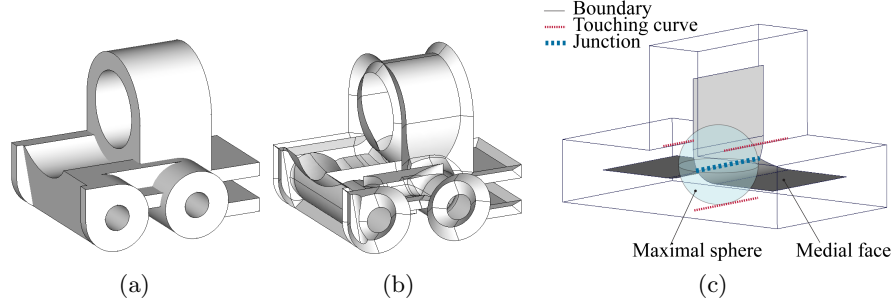 Boundary
Touching curve
Junction
Maximal sphere
Medial face
(a)
(b)
(c)